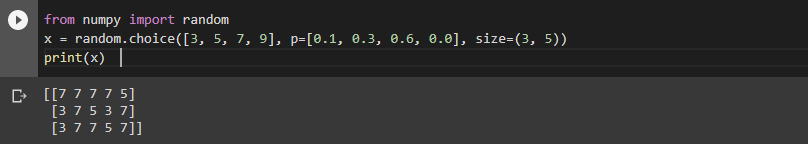 from numpy import random
x = random.choice([3, 5, 7, 9], p=[0.1, 0.3, 0.6, 0.0], size=(3, 5))
print(x)
[[7 7 7 7 5]
 [3 7 5 3 7]
 [3 7 7 5 7]]